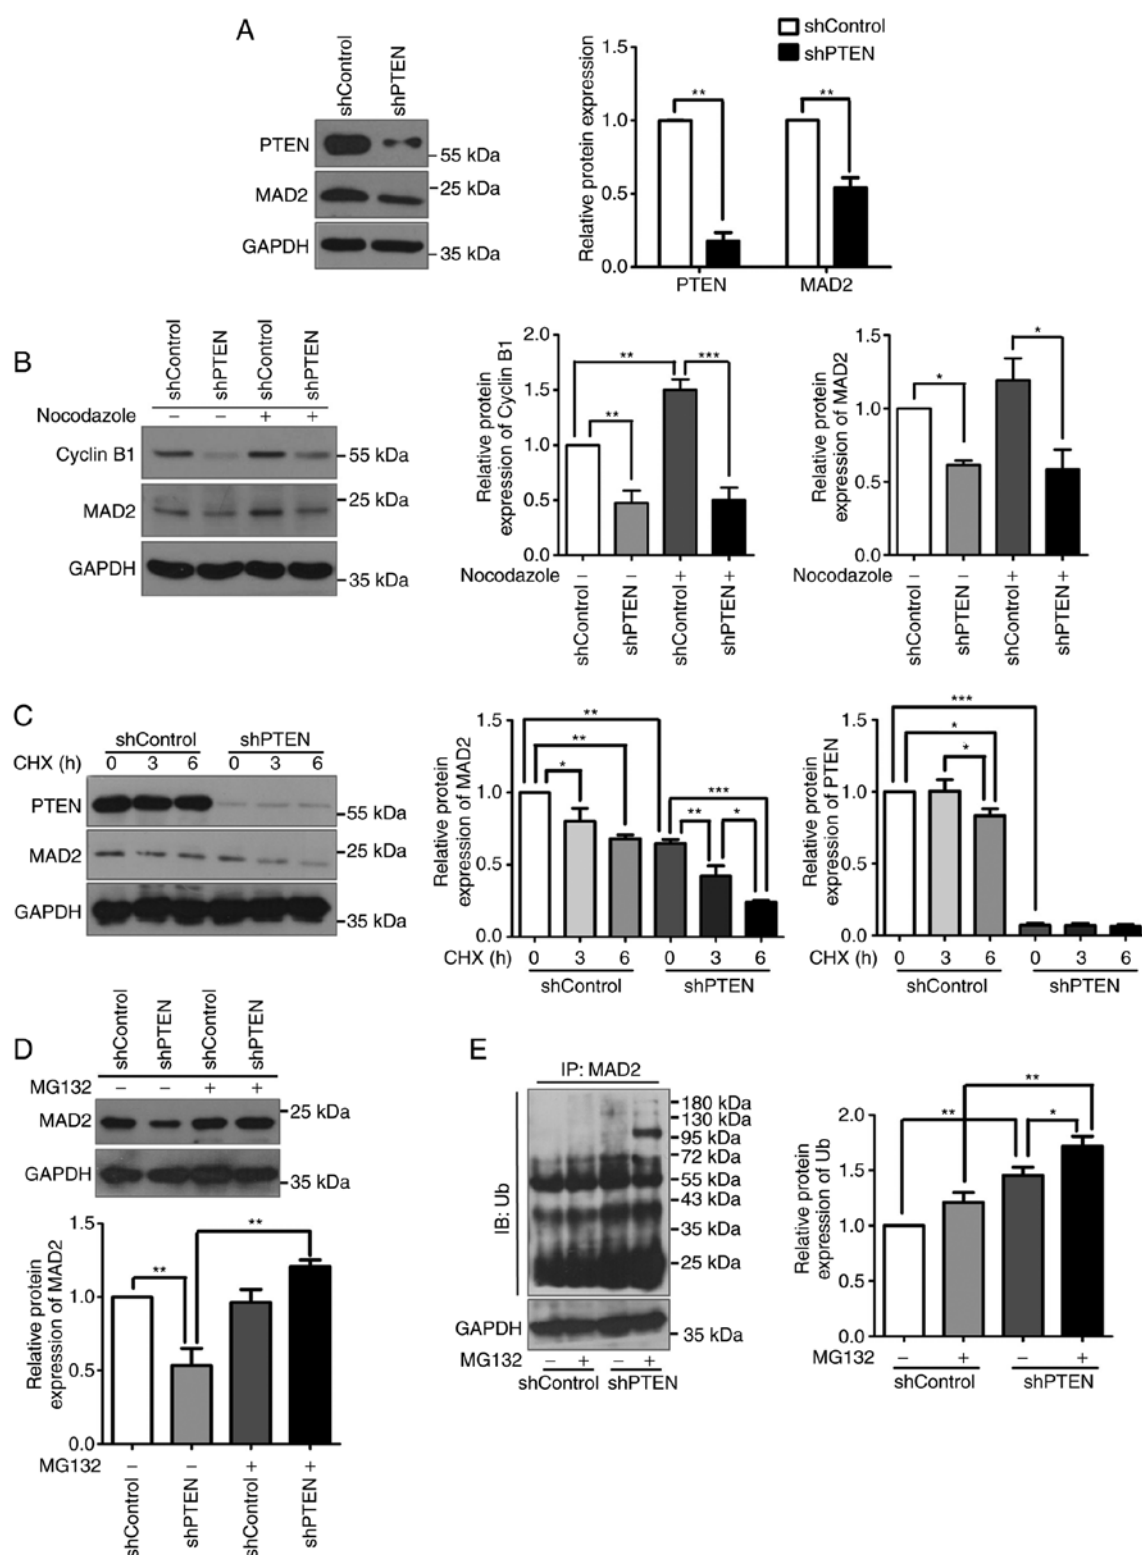 A
shControl
shPTEN
PTEN
55 kDa
MAD2
25 kDa
GAPDH
35 kDa
shControl
shPTEN
Relative protein expression
1.5
1.0
0.5
0.0
**
**
PTEN
MAD2
B
shControl
shPTEN
shControl
shPTEN
Nocodazole – – + +
Cyclin B1
55 kDa
MAD2
25 kDa
GAPDH
35 kDa
Relative protein
expression of Cyclin B1
2.0
1.5
1.0
0.5
0.0
**
***
**
Nocodazole – – + +
shControl
shPTEN
shControl
shPTEN
Relative protein
expression of MAD2
1.5
1.0
0.5
0.0
*
*
Nocodazole – – + +
shControl
shPTEN
shControl
shPTEN
C
shControl shPTEN
CHX (h) 0 3 6 0 3 6
PTEN
55 kDa
MAD2
25 kDa
GAPDH
35 kDa
Relative protein
expression of MAD2
1.5
1.0
0.5
0.0
**
**
*
***
**
*
CHX (h) 0 3 6 0 3 6
shControl shPTEN
Relative protein
expression of PTEN
1.5
1.0
0.5
0.0
***
*
*
CHX (h) 0 3 6 0 3 6
shControl shPTEN
D
shControl
shPTEN
shControl
shPTEN
MG132 – – + +
MAD2
25 kDa
GAPDH
35 kDa
Relative protein
expression of MAD2
1.5
1.0
0.5
0.0
**
**
MG132 – – + +
shControl
shPTEN
shControl
shPTEN
E
IP: MAD2
IB: Ub
180 kDa
130 kDa
95 kDa
72 kDa
55 kDa
43 kDa
35 kDa
25 kDa
GAPDH
35 kDa
MG132 – + – +
shControl shPTEN
Relative protein
expression of Ub
2.0
1.5
1.0
1.5
0.0
**
**
*
MG132 – + – +
shControl shPTEN